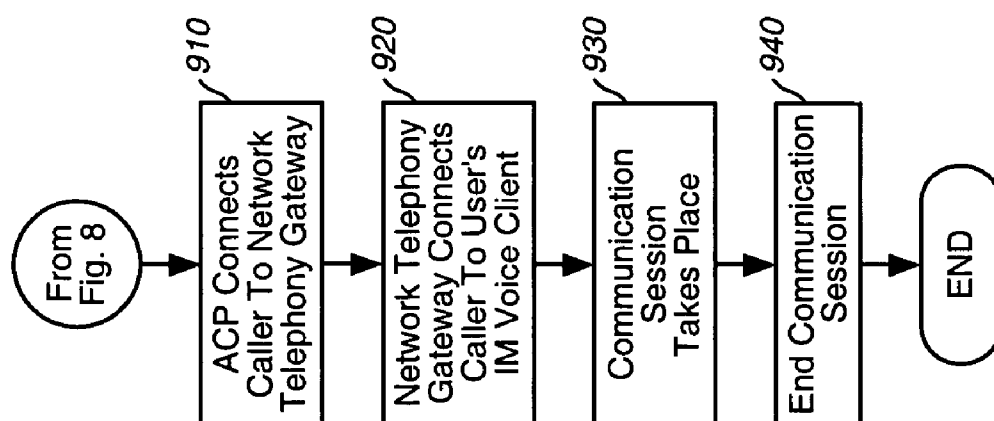 From
Fig. 8
910
ACP Connects
Caller To Network
Telephony Gateway
920
Network Telephony
Gateway Connects
Caller To User's
IM Voice Client
930
Communication
Session
Takes Place
940
End Communication
Session
END